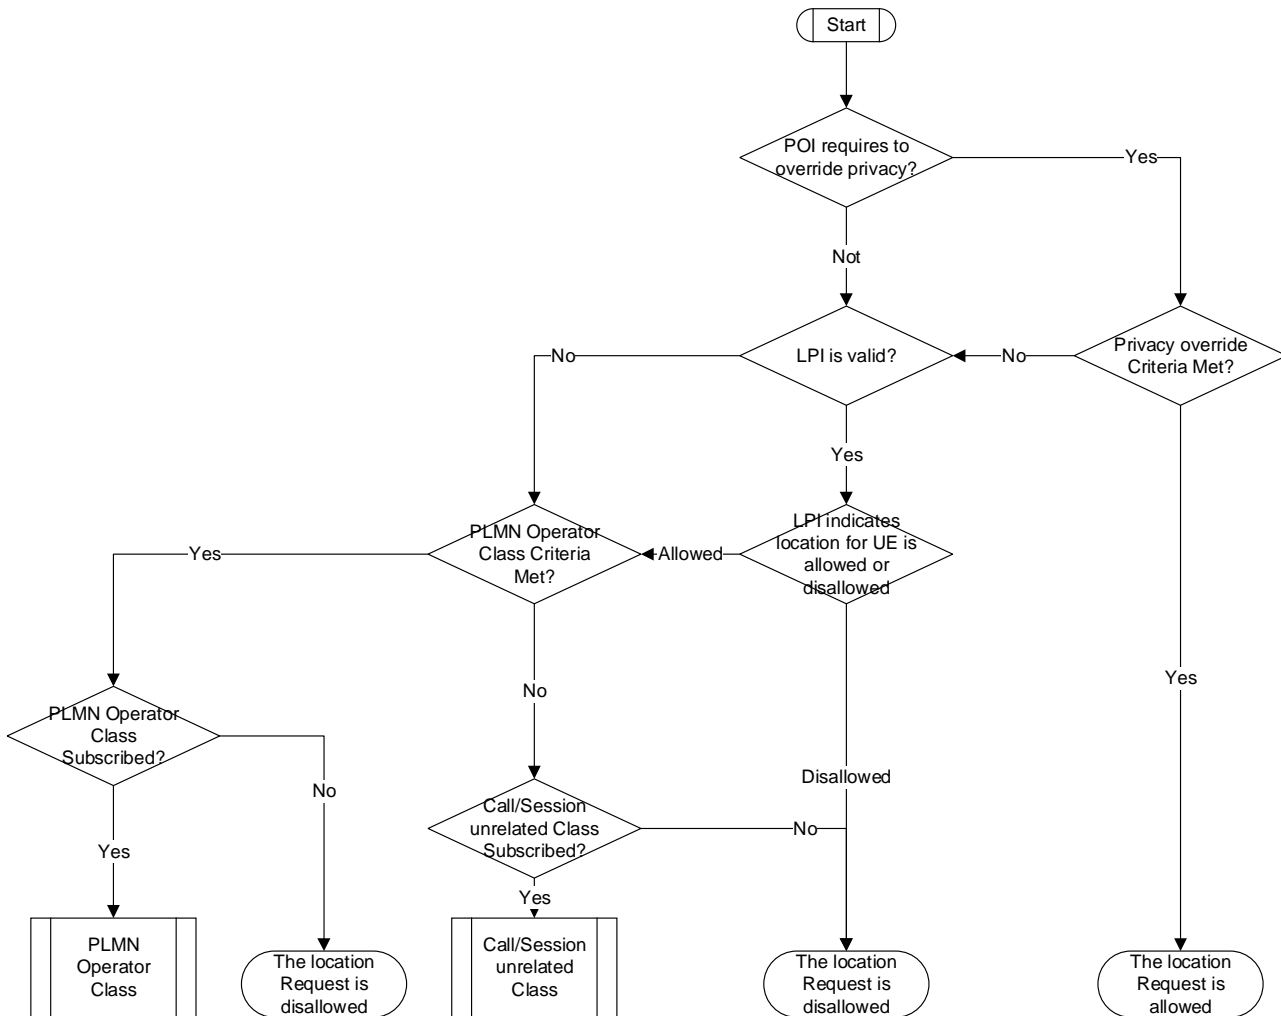 Start
POI requires to
override privacy?
Yes
Not
LPI is valid?
No
Privacy override
Criteria Met?
No
Yes
PLMN Operator
Class Criteria
Met?
Allowed
LPI indicates
location for UE is
allowed or
disallowed
Yes
No
Yes
PLMN Operator
Class
Subscribed?
No
Disallowed
Call/Session
unrelated Class
Subscribed?
No
Yes
Yes
PLMN
Operator
Class
The location
Request is
disallowed
Call/Session
unrelated
Class
The location
Request is
disallowed
The location
Request is
allowed